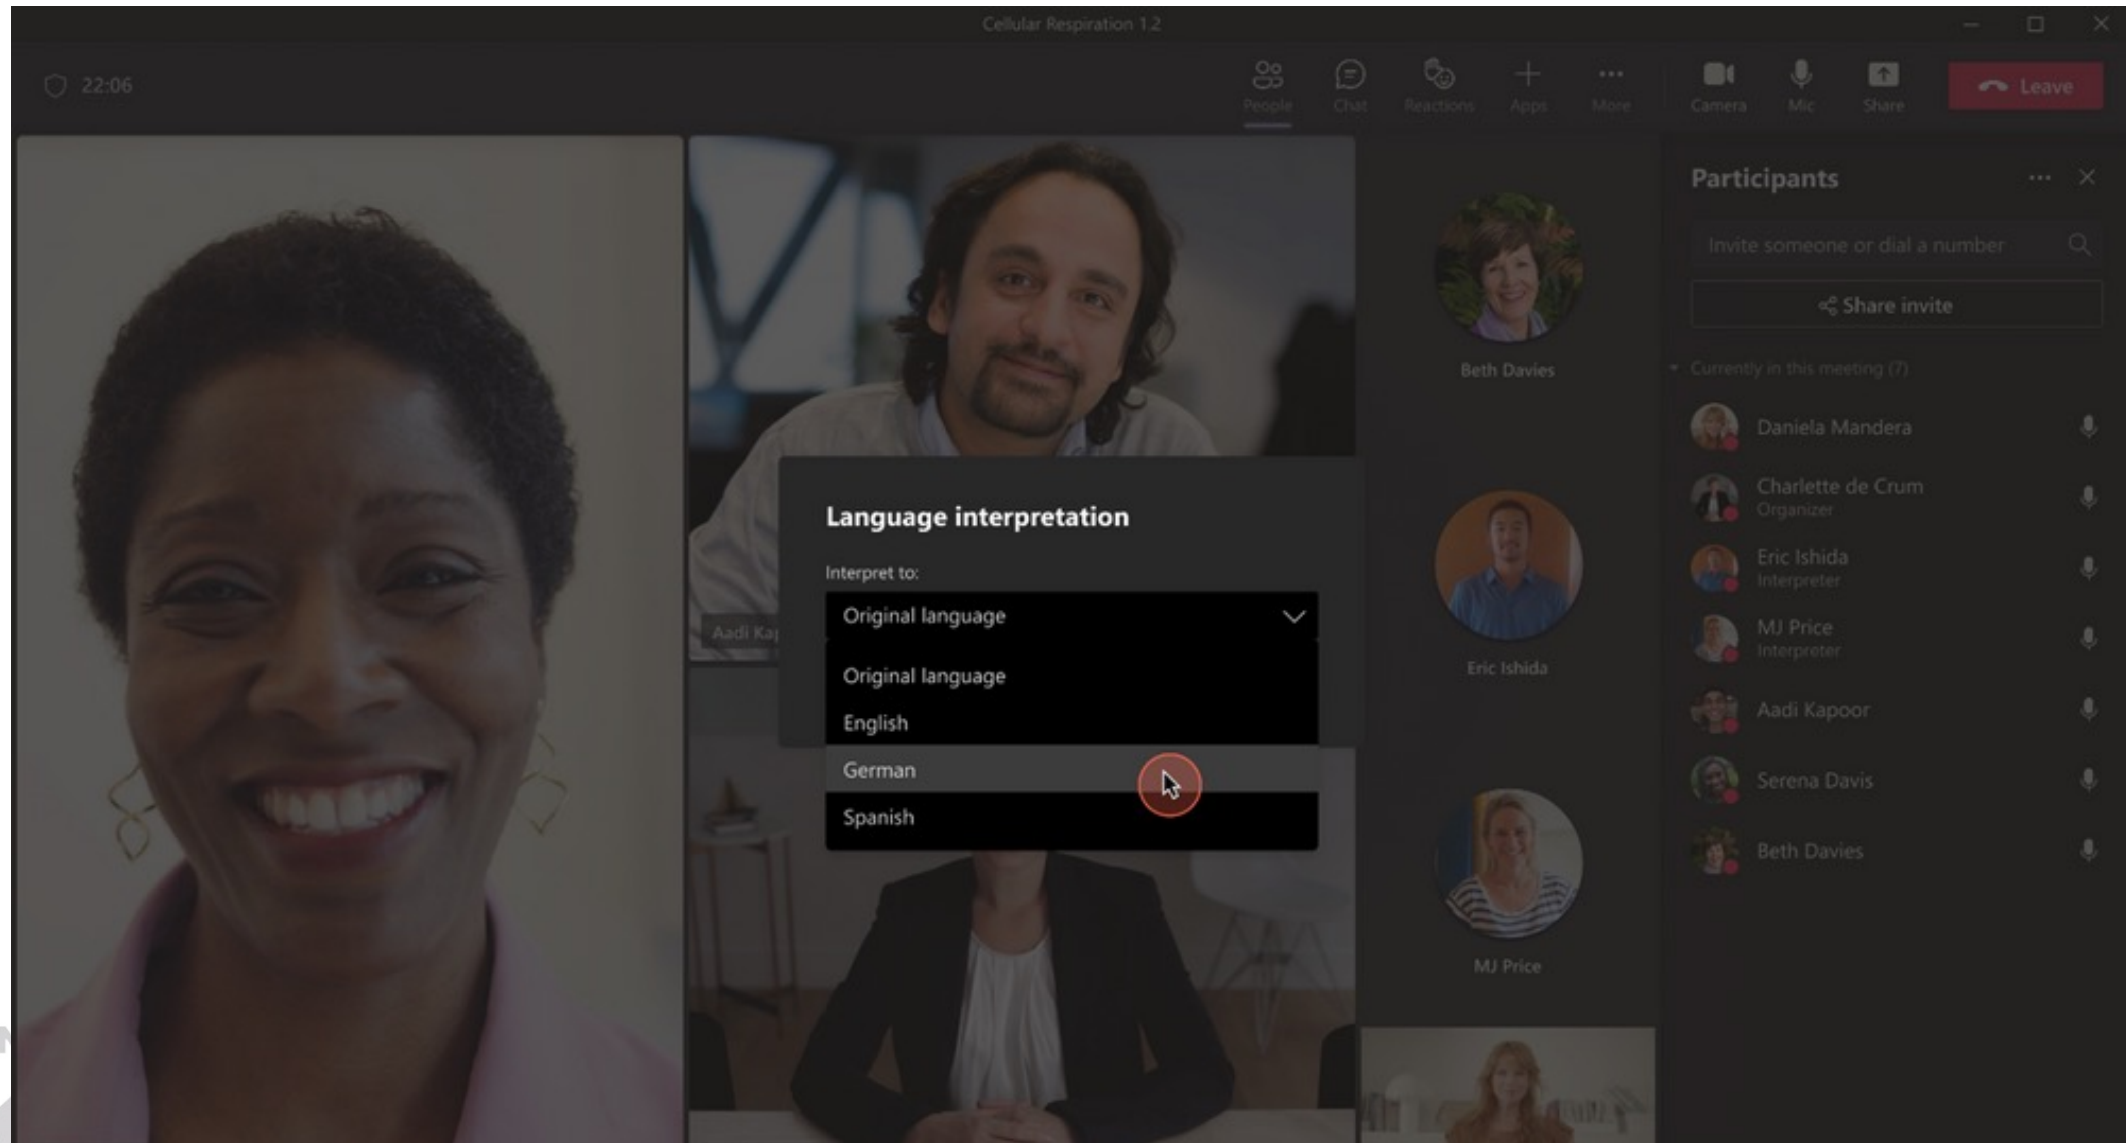 Cellular Respiration 1.2
22:06
People
Chat
Reactions
Apps
More
Camera
Mic
Share
Leave
Participants
Invite someone or dial a number
Share invite
Currently in this meeting (7)
Daniela Mandera
Charlette de Crum
Organizer
Eric Ishida
Interpreter
MJ Price
Interpreter
Aadi Kapoor
Serena Davis
Beth Davies
Beth Davies
Eric Ishida
MJ Price
Aadi
Language interpretation
Interpret to:
Original language
Original language
English
German
Spanish